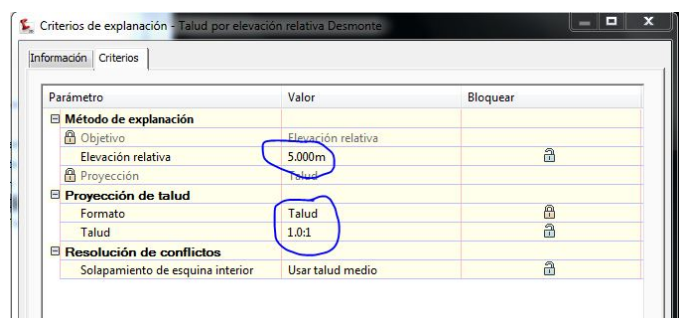 Criterios de explanación - Talud por elevación relativa Desmonte
Información Criterios
Parámetro Valor Bloquear
Método de explanación
Objetivo Elevación relativa
Elevación relativa 5.000m
Proyección Talud
Proyección de talud
Formato Talud
Talud 1.0:1
Resolución de conflictos
Solapamiento de esquina interior Usar talud medio